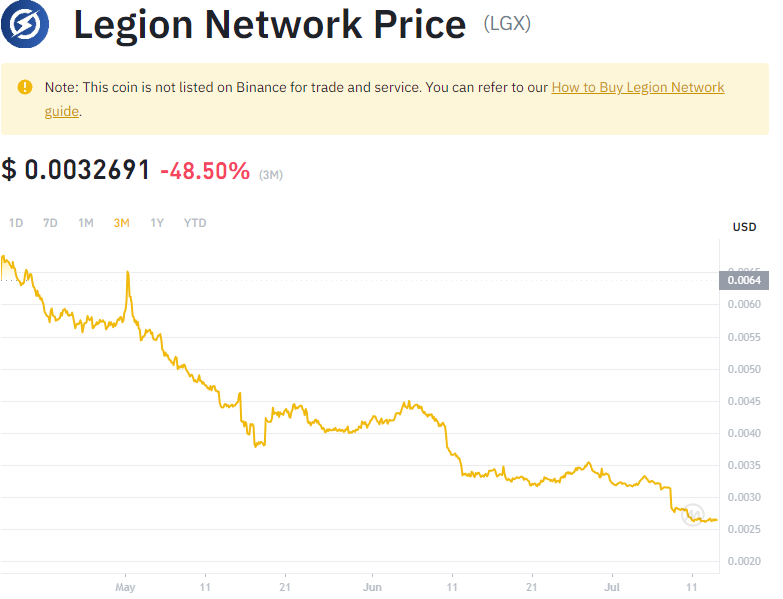 Legion Network Price (LGX)
Note: This coin is not listed on Binance for trade and service. You can refer to our How to Buy Legion Network
guide.
$ 0.0032691 -48.50% (3M)
1D 7D 1M 3M 1Y YTD
USD
0.0065
0.0064
0.0060
0.0055
0.0050
0.0045
0.0040
0.0035
0.0030
0.0025
0.0020
May 11 21 Jun 11 21 Jul 11